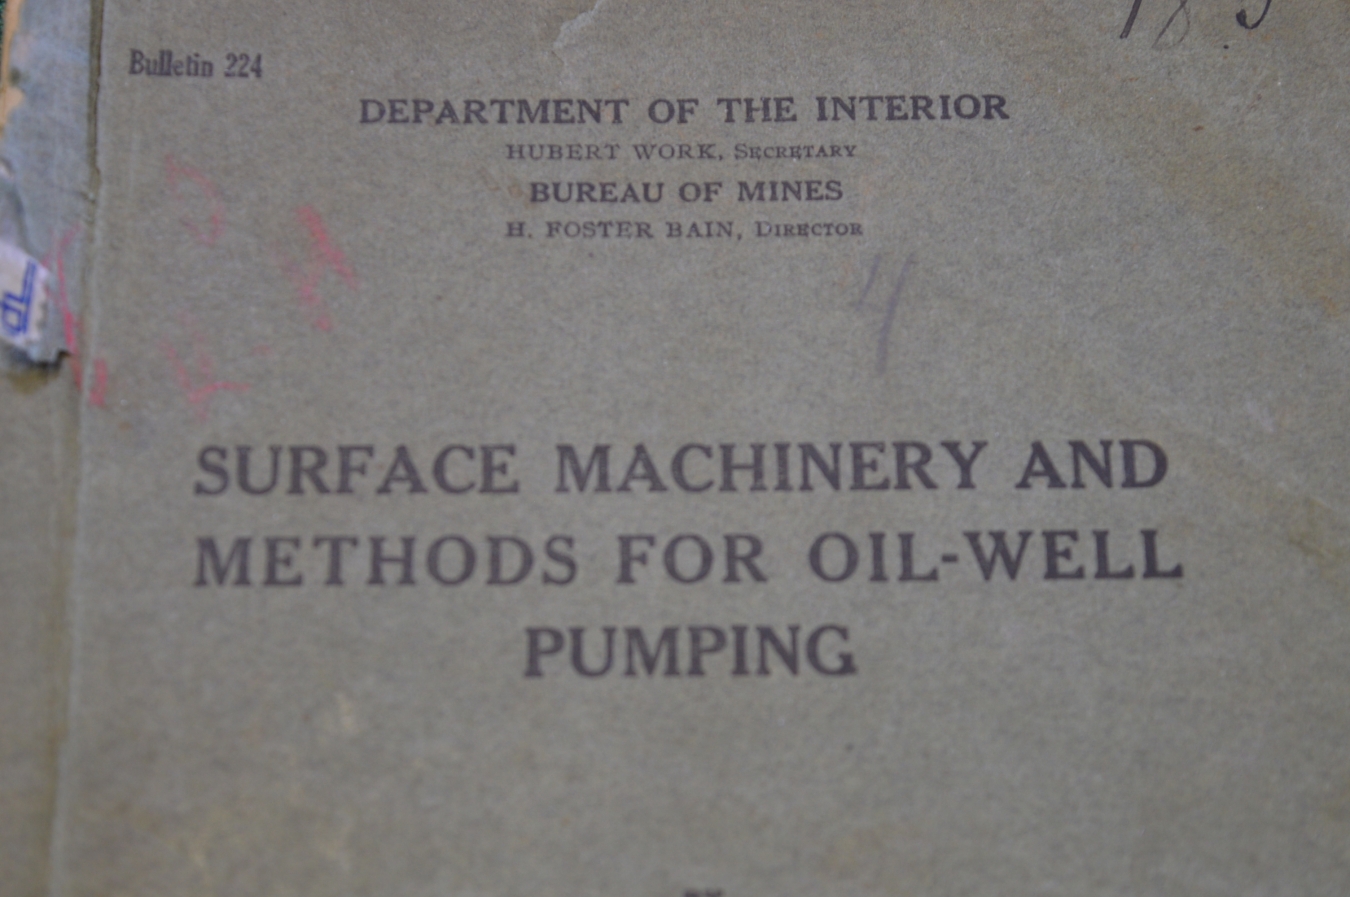 Bulletin 224
DEPARTMENT OF THE INTERIOR
HUBERT WORK, SECRETARY
BUREAU OF MINES
H. FOSTER BAIN, DIRECTOR
4
SURFACE MACHINERY AND
METHODS FOR OIL-WELL
PUMPING